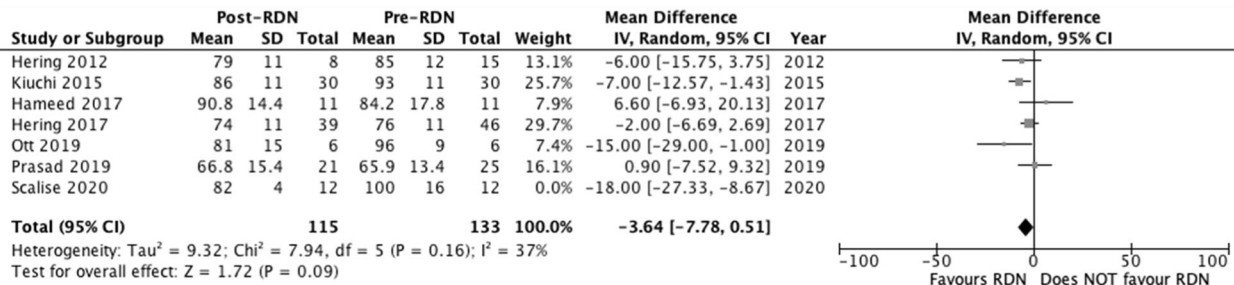 Post-RDN Pre-RDN Mean Difference Mean Difference
Study or Subgroup Mean SD Total Mean SD Total Weight IV, Random, 95% CI Year IV, Random, 95% CI
Hering 2012 79 11 8 85 12 15 13.1% -6.00 [-15.75, 3.75] 2012
Kiuchi 2015 86 11 30 93 11 30 25.7% -7.00 [-12.57, -1.43] 2015
Hameed 2017 90.8 14.4 11 84.2 17.8 11 7.9% 6.60 [-6.93, 20.13] 2017
Hering 2017 74 11 39 76 11 46 29.7% -2.00 [-6.69, 2.69] 2017
Ott 2019 81 15 6 96 9 6 7.4% -15.00 [-29.00, -1.00] 2019
Prasad 2019 66.8 15.4 21 65.9 13.4 25 16.1% 0.90 [-7.52, 9.32] 2019
Scalise 2020 82 4 12 100 16 12 0.0% -18.00 [-27.33, -8.67] 2020
Total (95% CI) 115 133 100.0% -3.64 [-7.78, 0.51]
Heterogeneity: Tau² = 9.32; Chi² = 7.94, df = 5 (P = 0.16); I² = 37%
Test for overall effect: Z = 1.72 (P = 0.09)
-100 -50 0 50 100
Favours RDN Does NOT favour RDN